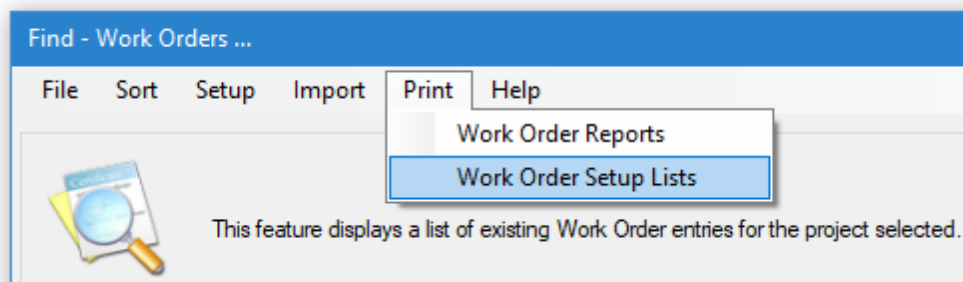 Find - Work Orders ...
File Sort Setup Import Print Help
Work Order Reports
Work Order Setup Lists
This feature displays a list of existing Work Order entries for the project selected.